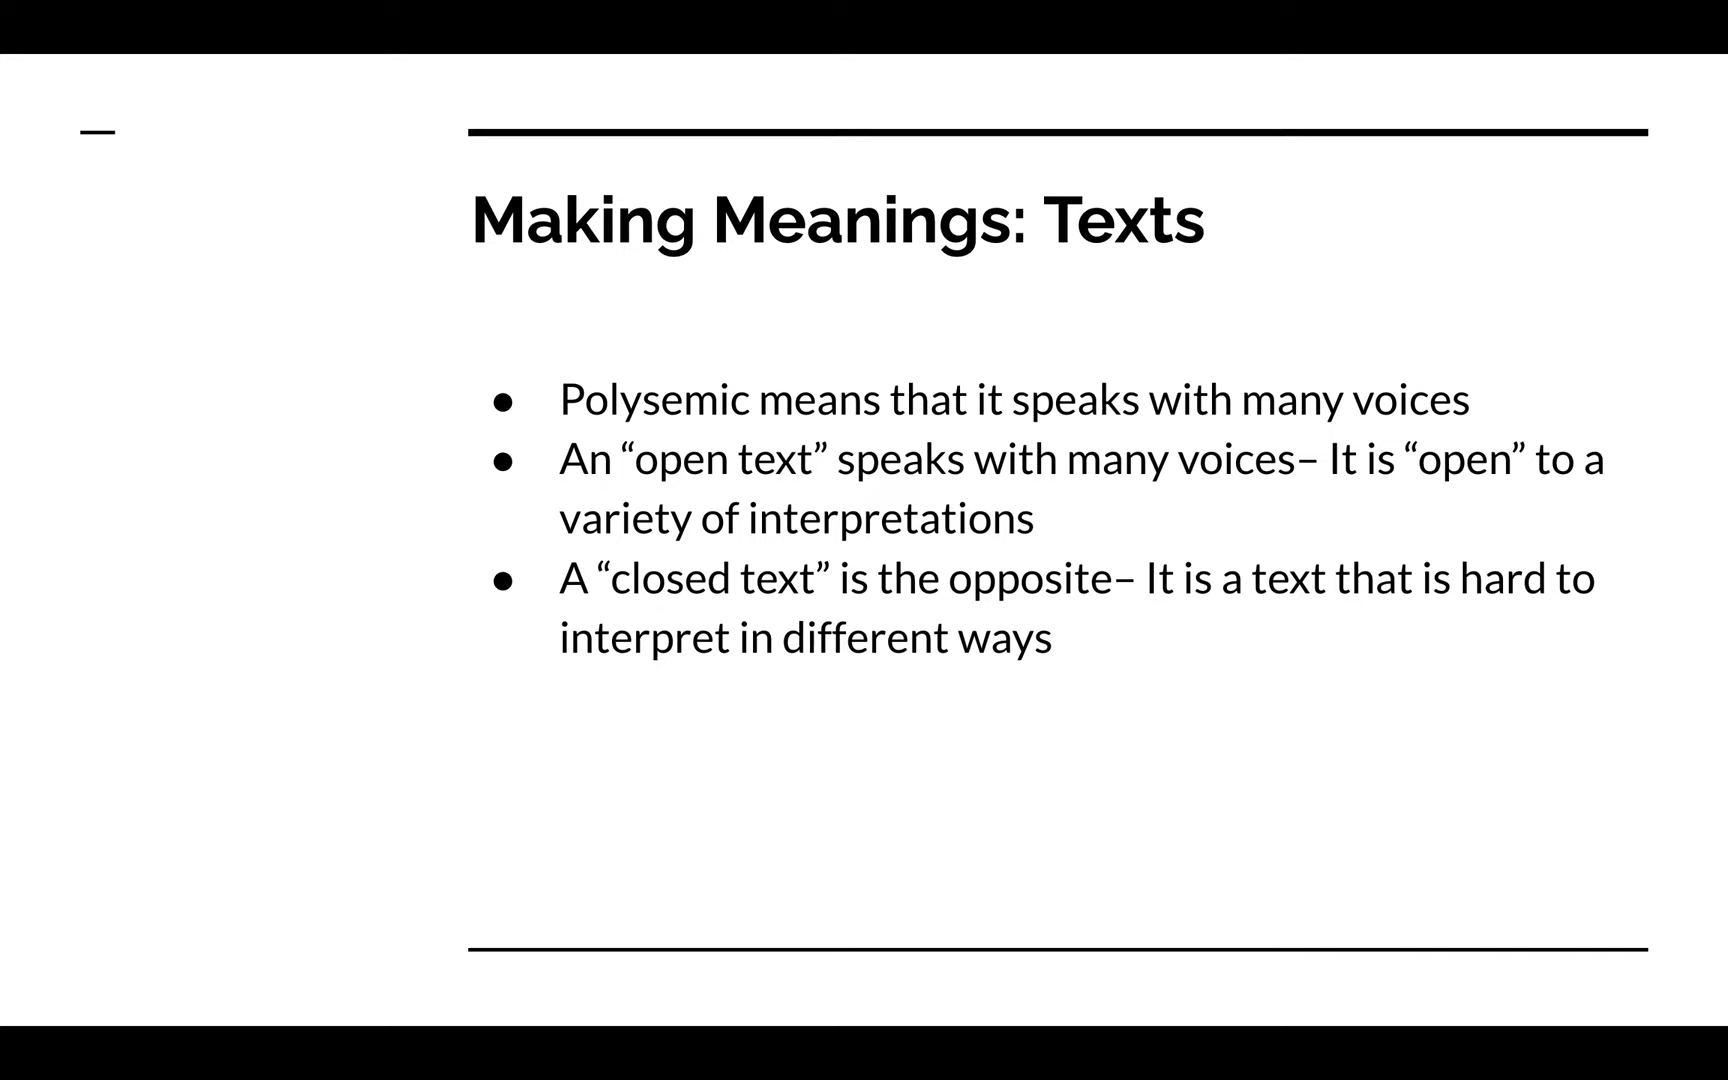 Making Meanings: Texts
● Polysemic means that it speaks with many voices
● An “open text” speaks with many voices– It is “open” to a
variety of interpretations
● A “closed text” is the opposite– It is a text that is hard to
interpret in different ways